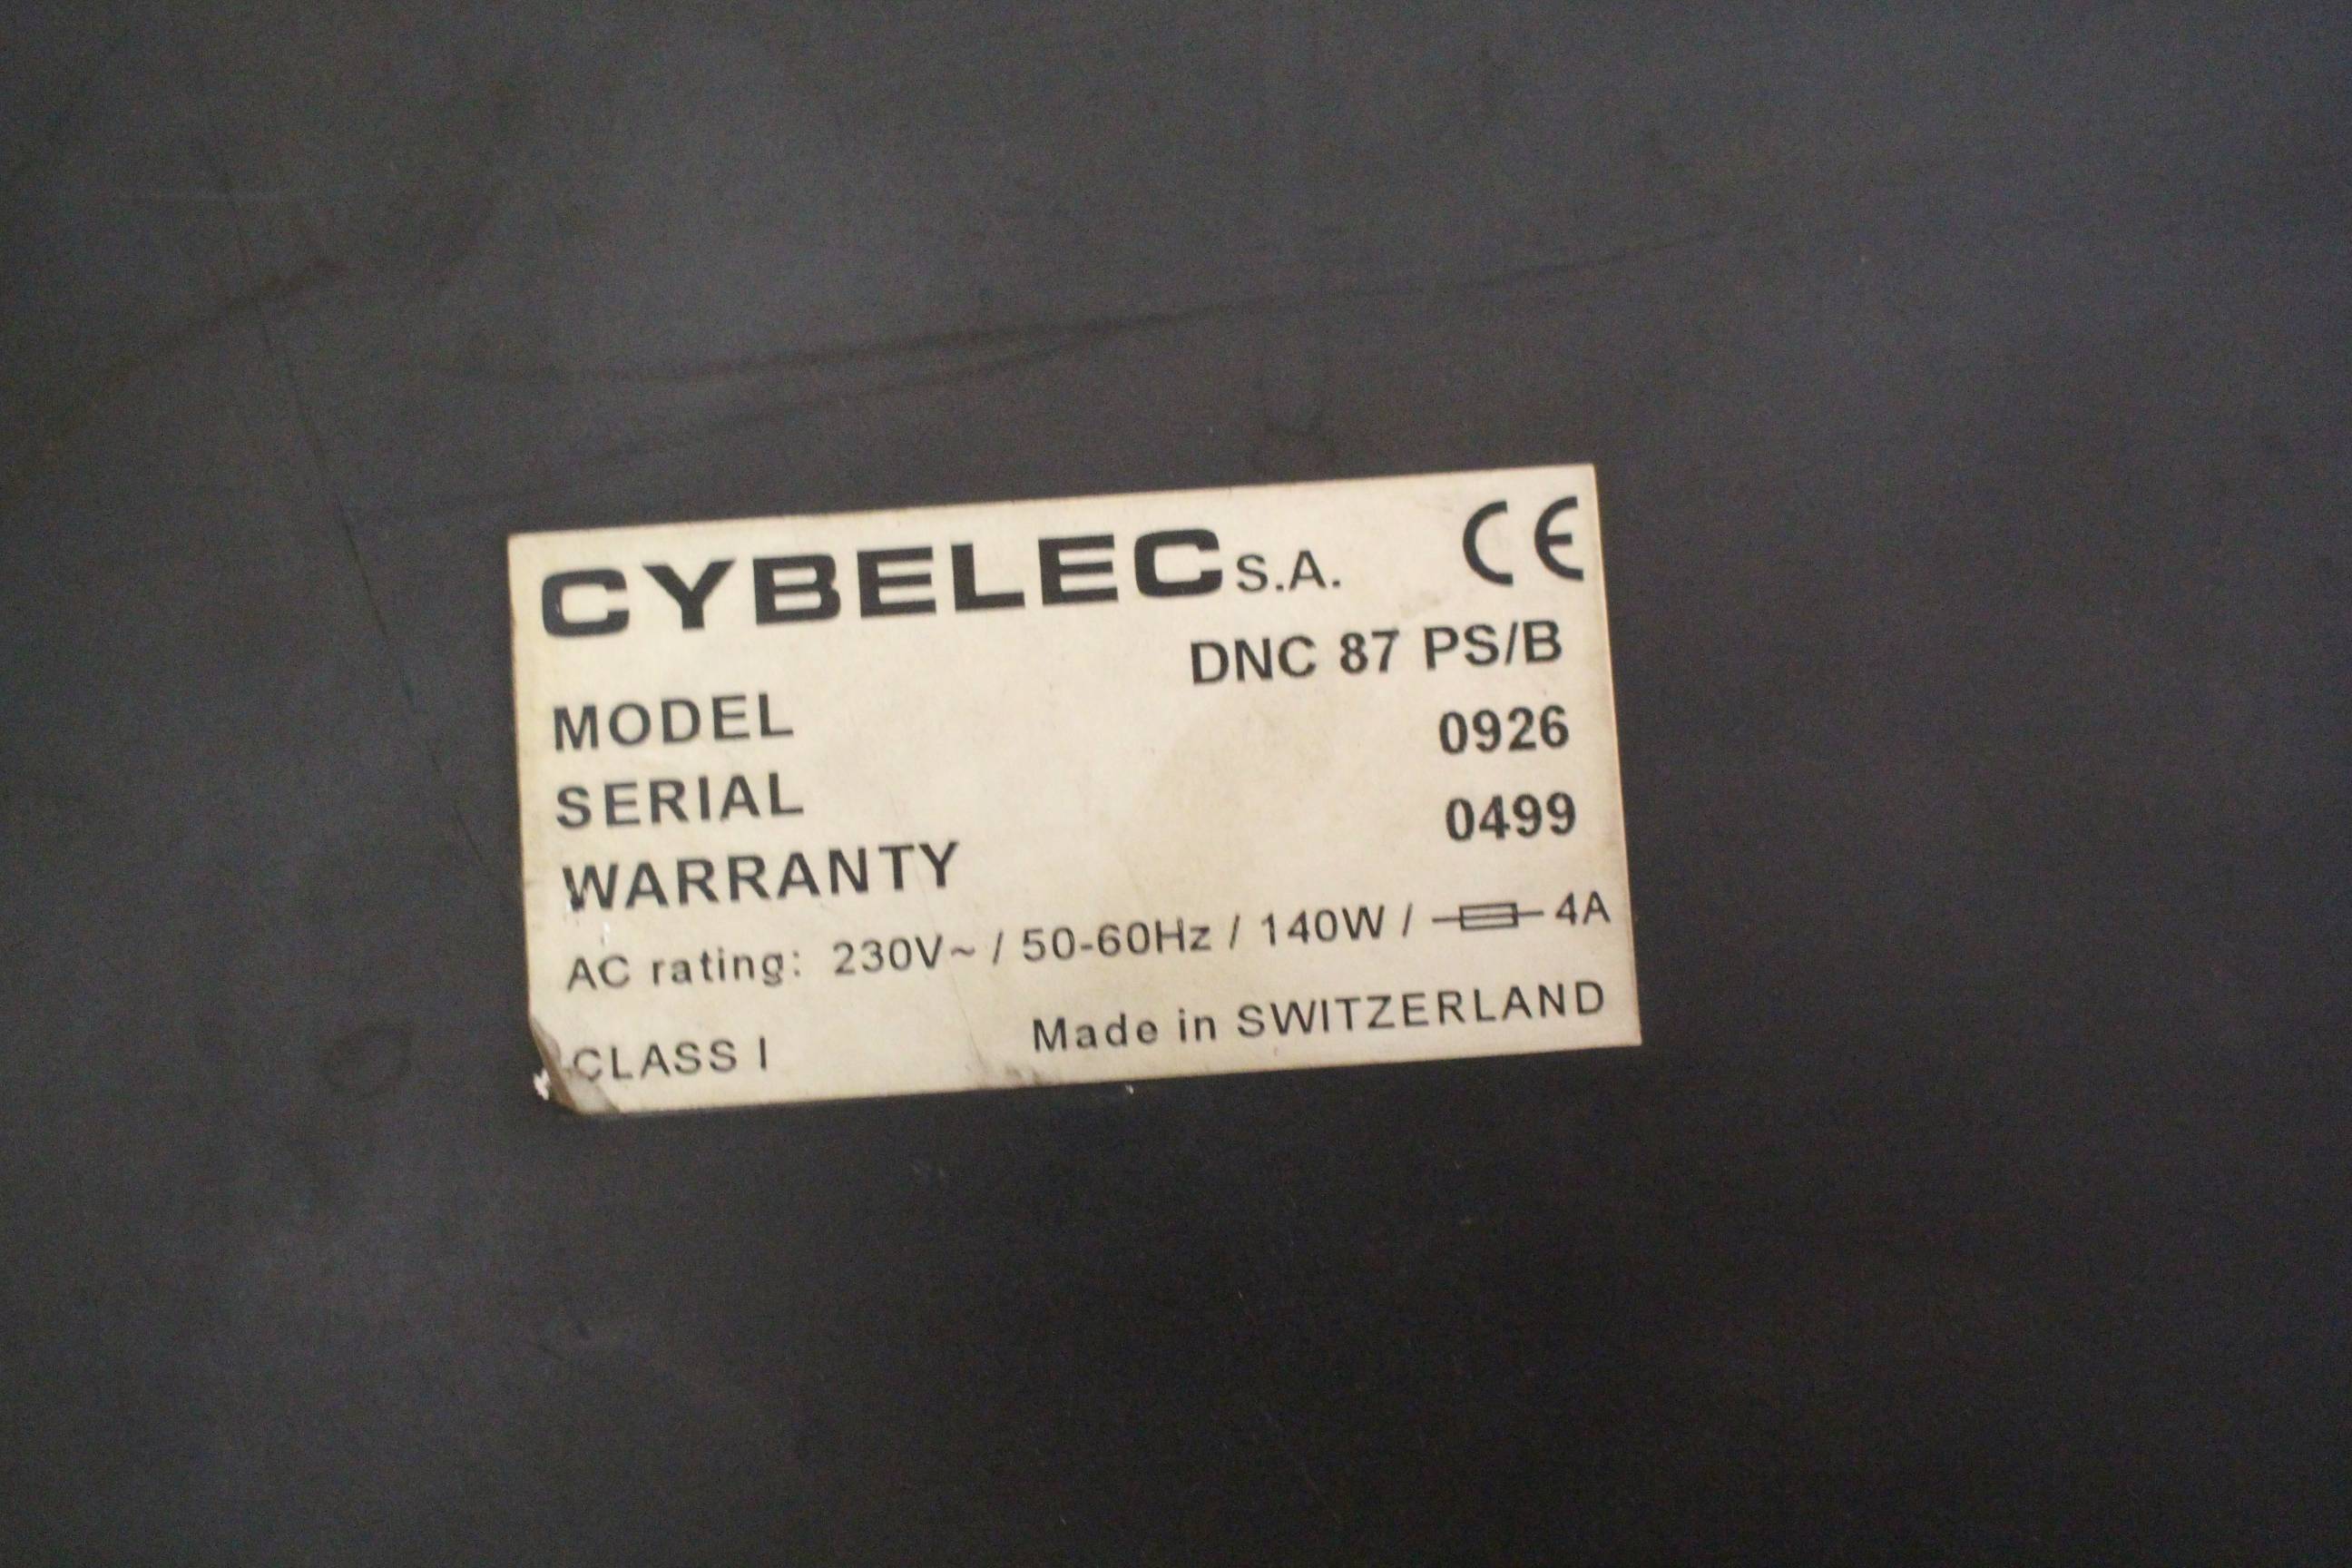 CYBELEC S.A. CE
MODEL DNC 87 PS/B
SERIAL 0926
WARRANTY 0499
AC rating: 230V~ / 50-60Hz / 140W / 4A
CLASS I Made in SWITZERLAND